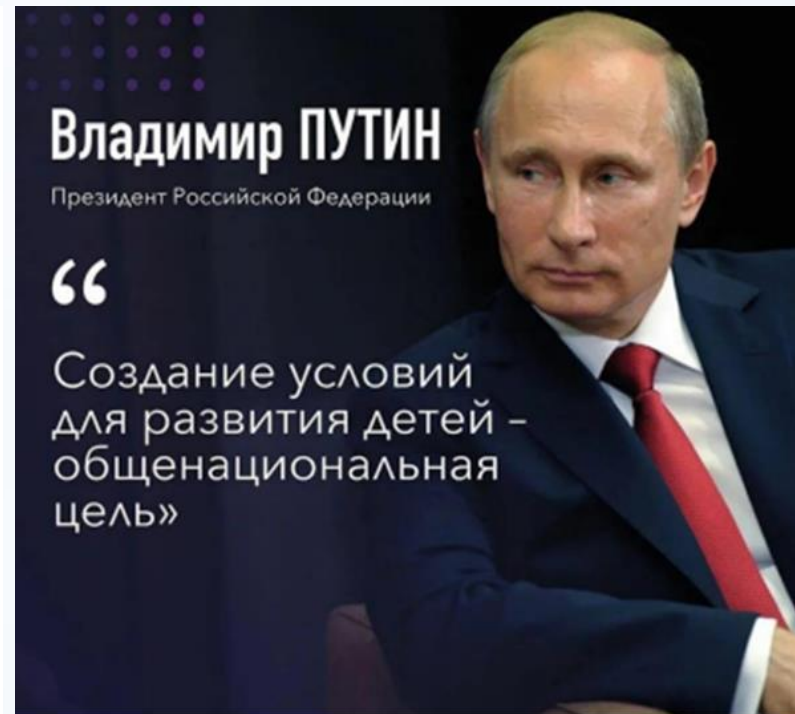 Владимир ПУТИН
Президент Российской Федерации
“
Создание условий
для развития детей –
общенациональная
цель»